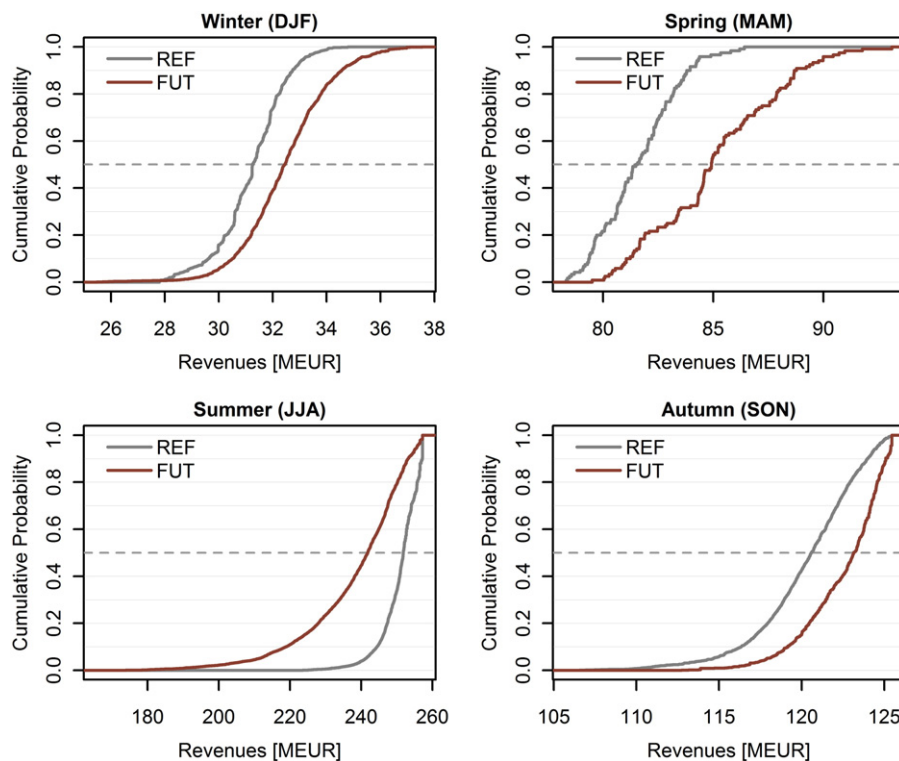 Winter (DJF)
Cumulative Probability
1.0
0.8
0.6
0.4
0.2
0.0
REF
FUT
26 28 30 32 34 36 38
Revenues [MEUR]
Spring (MAM)
Cumulative Probability
1.0
0.8
0.6
0.4
0.2
0.0
REF
FUT
80 85 90
Revenues [MEUR]
Summer (JJA)
Cumulative Probability
1.0
0.8
0.6
0.4
0.2
0.0
REF
FUT
180 200 220 240 260
Revenues [MEUR]
Autumn (SON)
Cumulative Probability
1.0
0.8
0.6
0.4
0.2
0.0
REF
FUT
105 110 115 120 125
Revenues [MEUR]